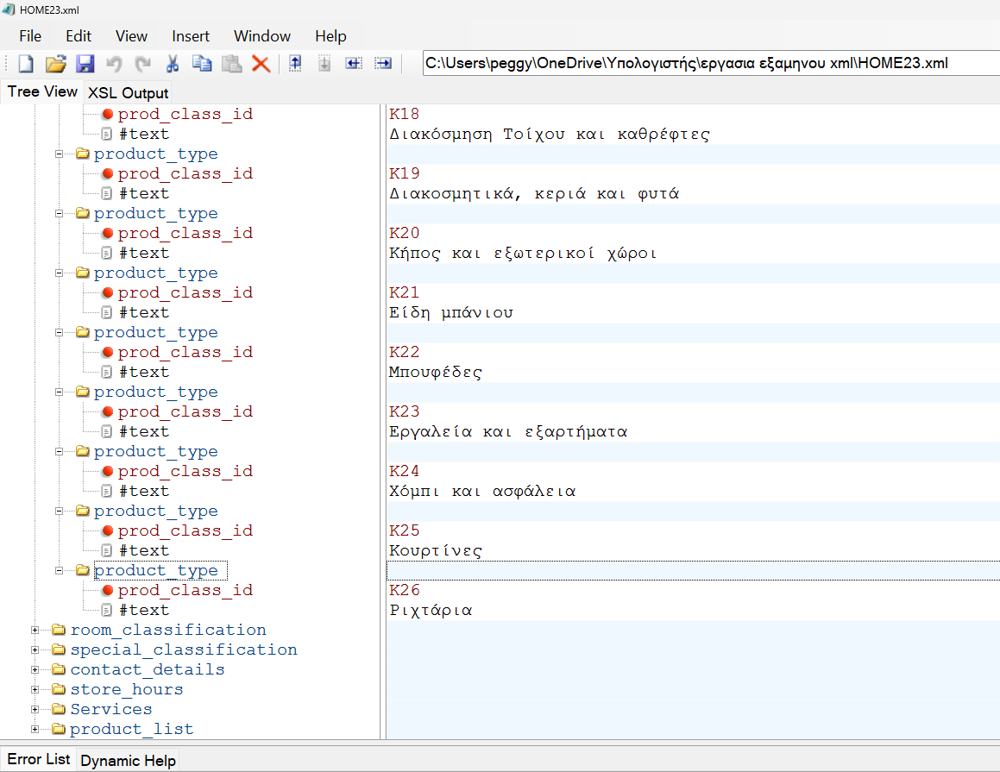 HOME23.xml
File Edit View Insert Window Help
C:\Users\peggy\OneDrive\Υπολογιστής\εργασια εξαμηνου xml\HOME23.xml
Tree View XSL Output
prod_class_id K18
#text Διακόσμηση Τοίχου και καθρέφτες
product_type
prod_class_id K19
#text Διακοσμητικά, κεριά και φυτά
product_type
prod_class_id K20
#text Κήπος και εξωτερικοί χώροι
product_type
prod_class_id K21
#text Είδη μπάνιου
product_type
prod_class_id K22
#text Μπουφέδες
product_type
prod_class_id K23
#text Εργαλεία και εξαρτήματα
product_type
prod_class_id K24
#text Χόμπι και ασφάλεια
product_type
prod_class_id K25
#text Κουρτίνες
product_type
prod_class_id K26
#text Ριχτάρια
room_classification
special_classification
contact_details
store_hours
Services
product_list
Error List Dynamic Help